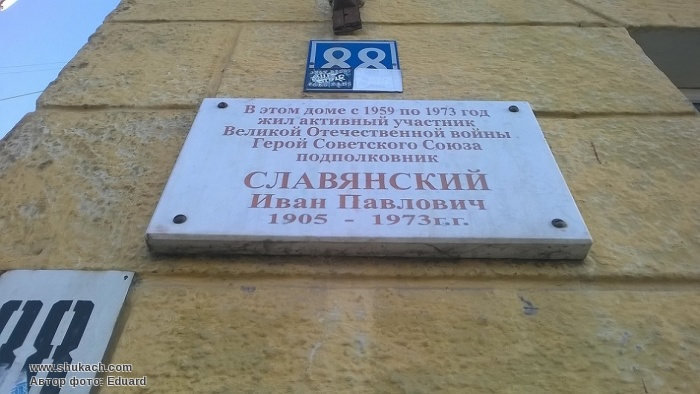 88
В этом доме с 1959 по 1973 год
жил активный участник
Великой Отечественной войны
Герой Советского Союза
подполковник
СЛАВЯНСКИЙ
Иван Павлович
1905 - 1973г.г.
88
www.shukach.com
Автор фото: Eduard